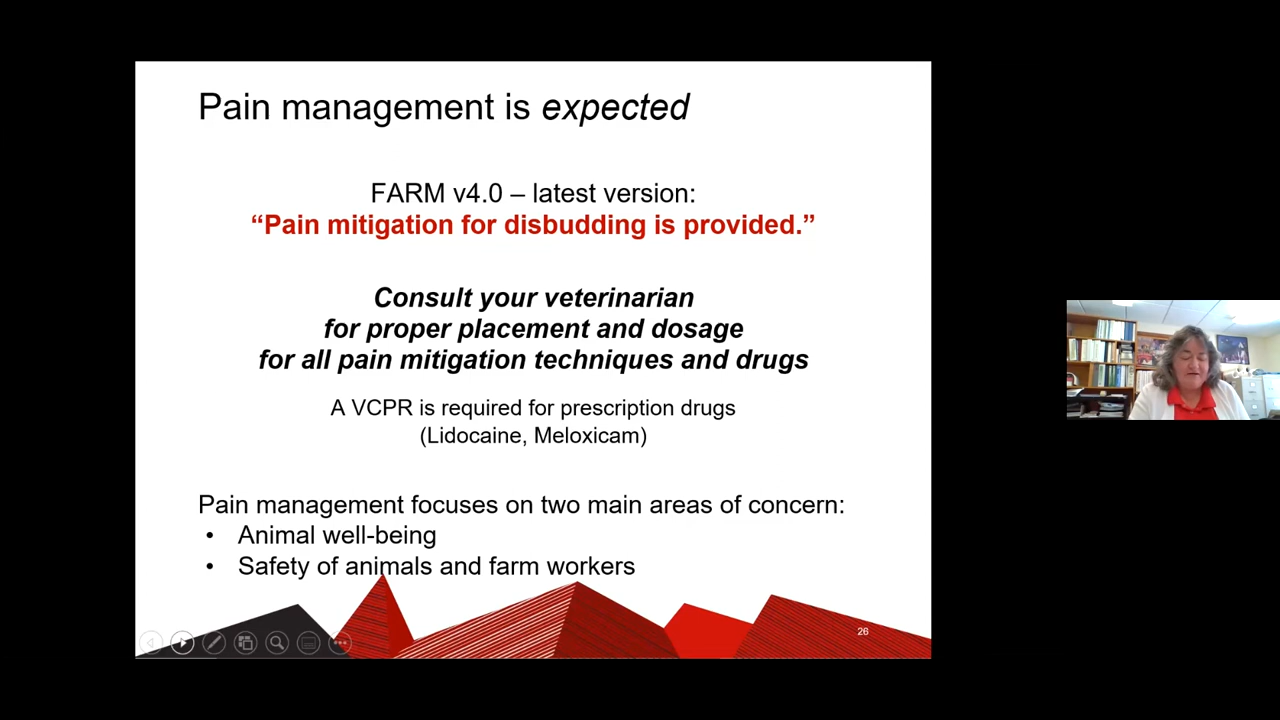 Pain management is expected
FARM v4.0 – latest version:
“Pain mitigation for disbudding is provided.”
Consult your veterinarian
for proper placement and dosage
for all pain mitigation techniques and drugs
A VCPR is required for prescription drugs
(Lidocaine, Meloxicam)
Pain management focuses on two main areas of concern:
• Animal well-being
• Safety of animals and farm workers
26